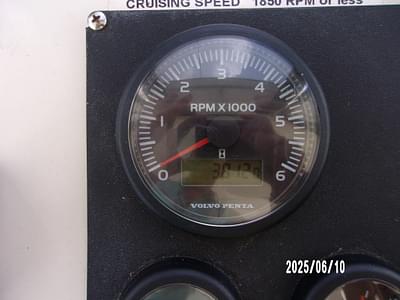 CRUISING SPEED 1850 RPM or less
3
2 4
RPM X 1000
1 5
0 6
VOLVO PENTA
2025/06/10